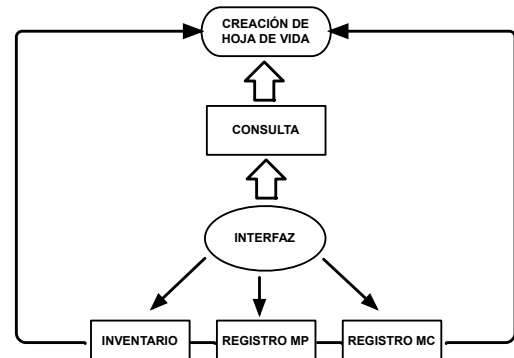 CREACIÓN DE
HOJA DE VIDA
CONSULTA
INTERFAZ
INVENTARIO
REGISTRO MP
REGISTRO MC